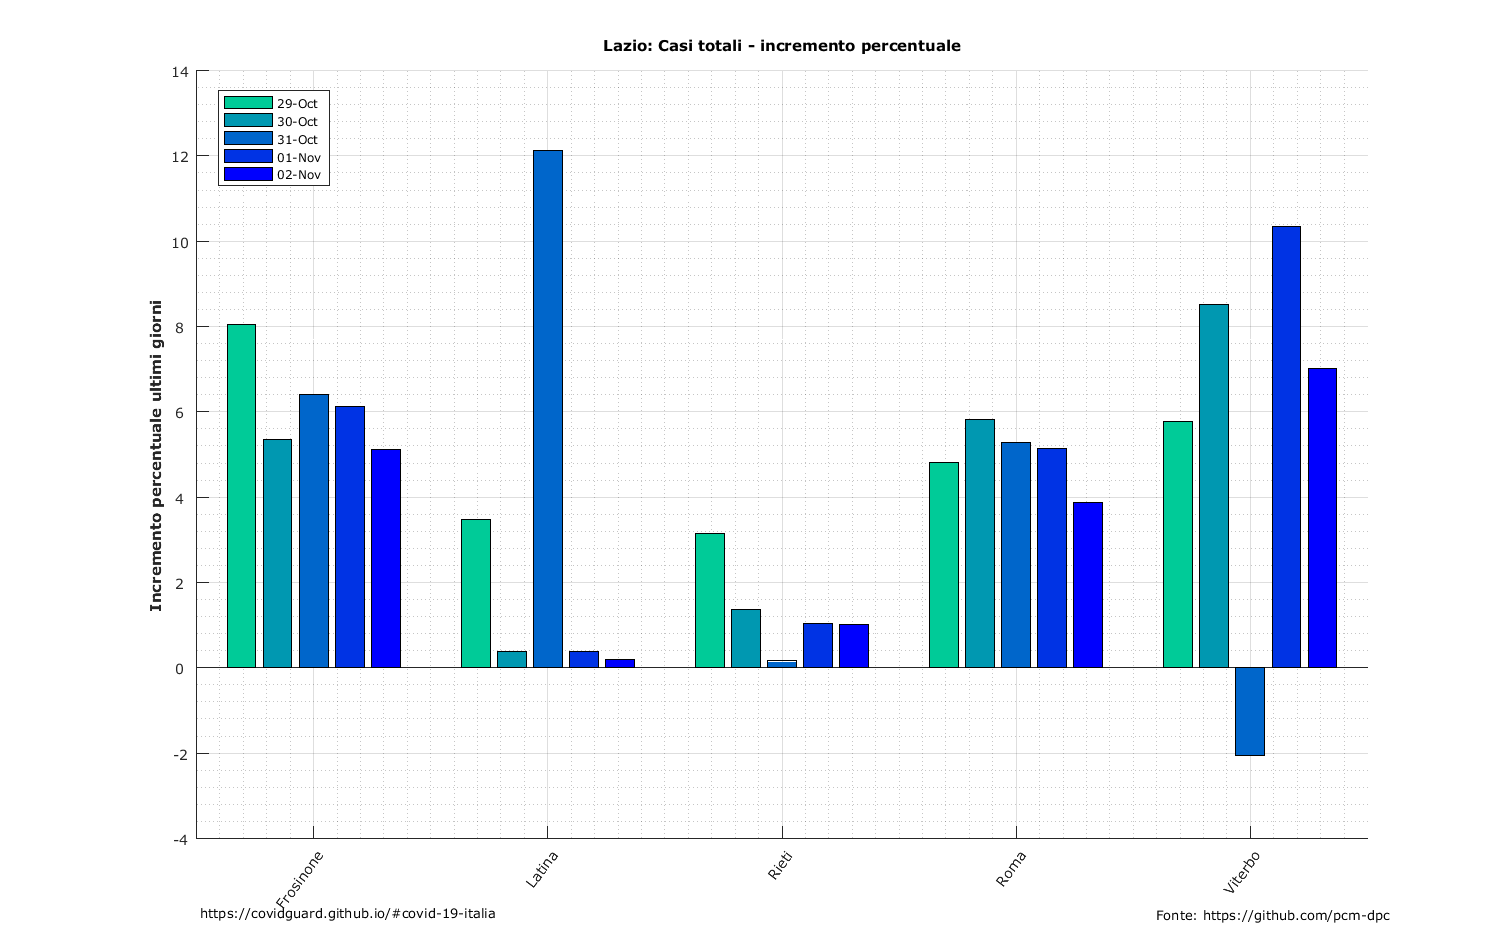 Lazio: Casi totali - incremento percentuale
Incremento percentuale ultimi giorni
14
12
10
8
6
4
2
0
-2
-4
29-Oct
30-Oct
31-Oct
01-Nov
02-Nov
Frosinone
Latina
Rieti
Roma
Viterbo
https://covidguard.github.io/#covid-19-italia
Fonte: https://github.com/pcm-dpc